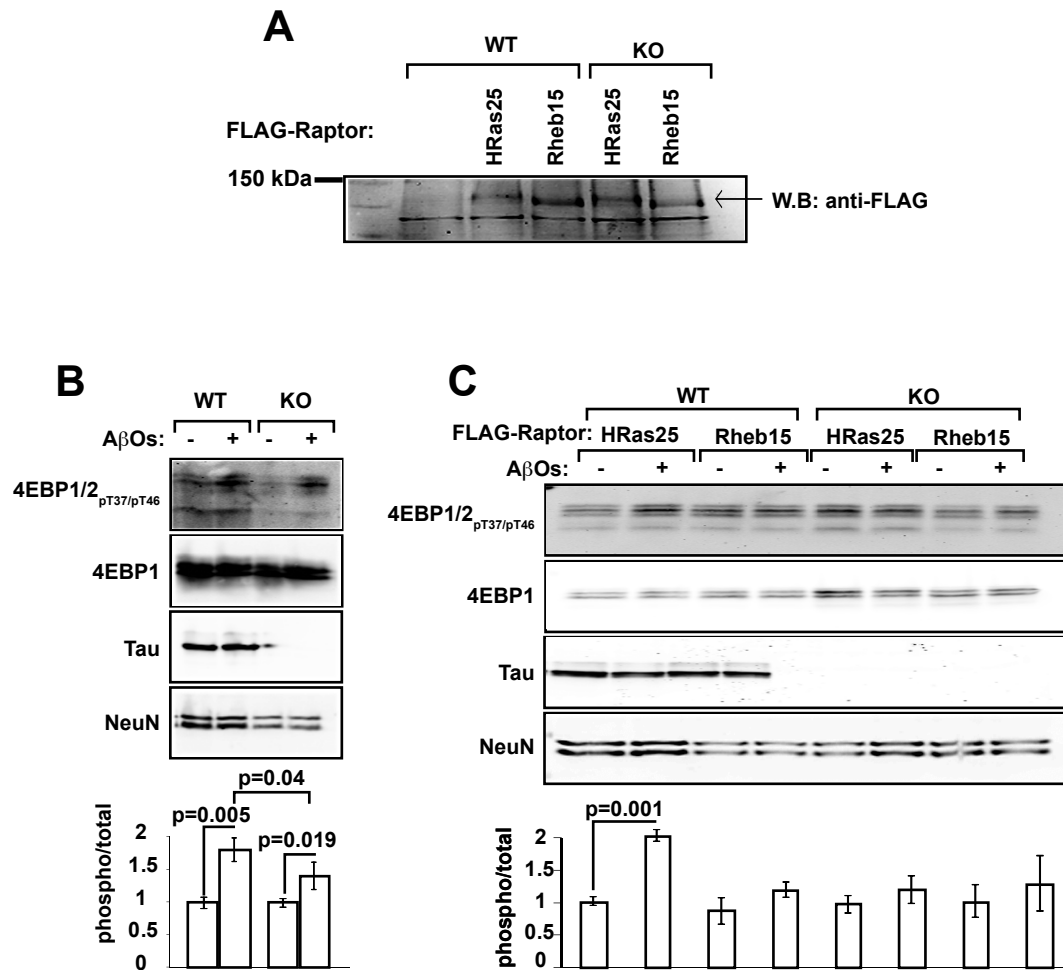 A
WT KO
FLAG-Raptor: HRas25 Rheb15 HRas25 Rheb15
150 kDa
W.B: anti-FLAG
B
WT KO
AβOs: - + - +
4EBP1/2pT37/pT46
4EBP1
Tau
NeuN
p=0.04
p=0.005
p=0.019
phospho/total
2
1.5
1
0.5
0
C
WT KO
FLAG-Raptor: HRas25 Rheb15 HRas25 Rheb15
AβOs: - + - + - + - +
4EBP1/2pT37/pT46
4EBP1
Tau
NeuN
p=0.001
phospho/total
2
1.5
1
0.5
0